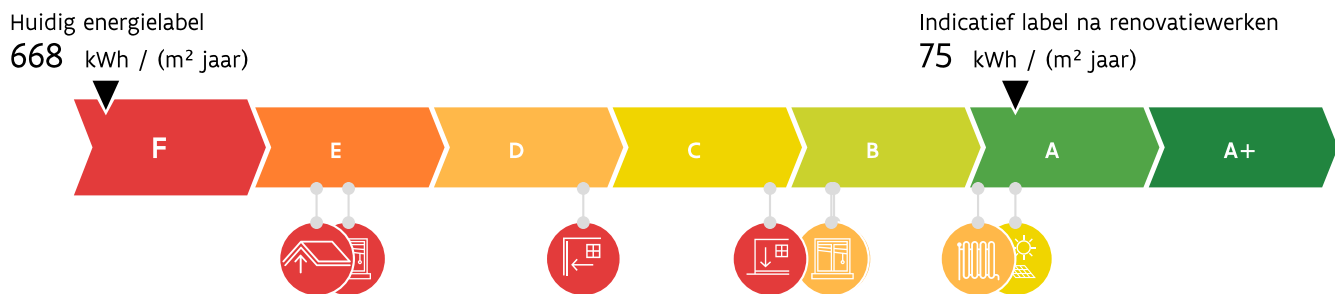 Huidig energielabel
668 kWh / (m² jaar)
Indicatief label na renovatiewerken
75 kWh / (m² jaar)
F E D C B A A+